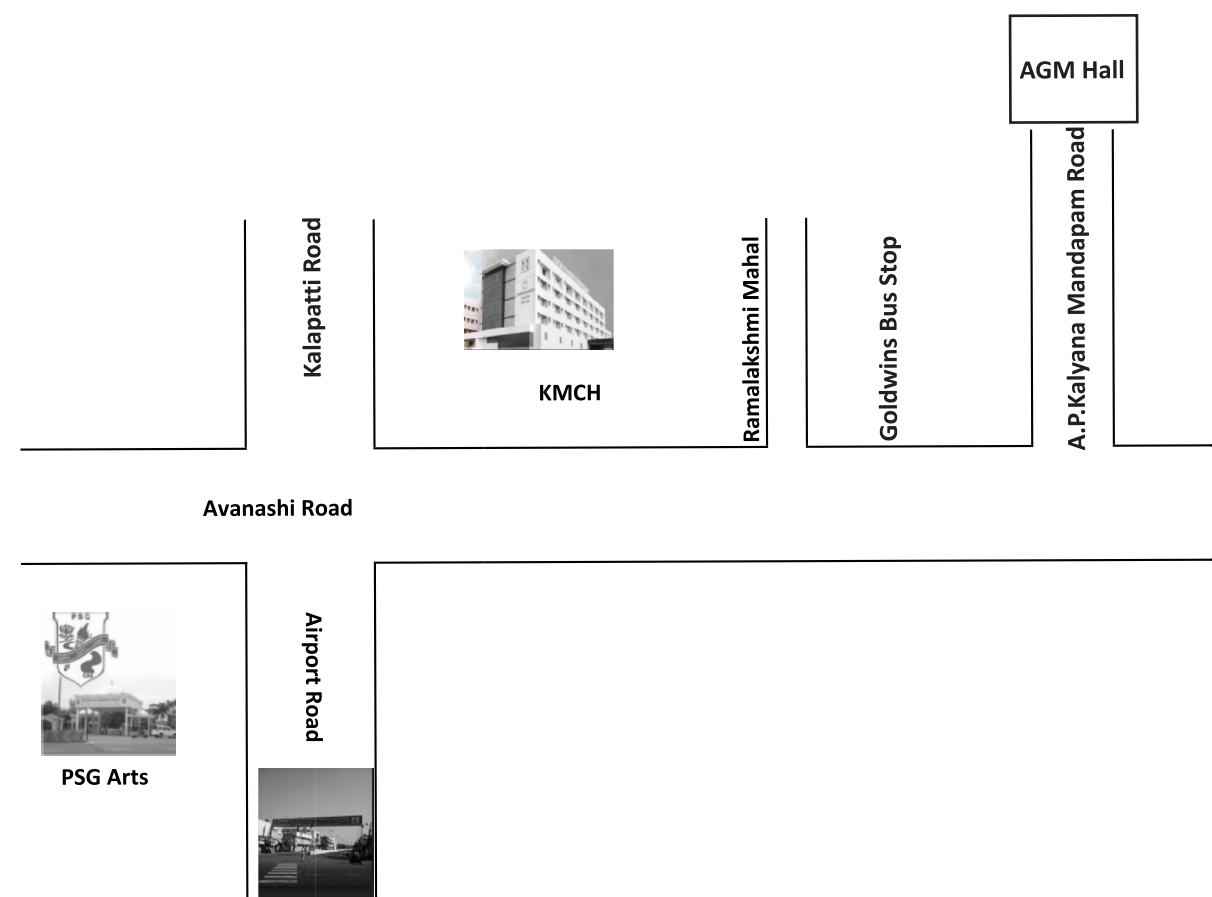 AGM Hall
A.P.Kalyana Mandapam Road
Kalapatti Road
Ramalakshmi Mahal
Goldwins Bus Stop
KMCH
Avanashi Road
PSG
Airport Road
PSG Arts